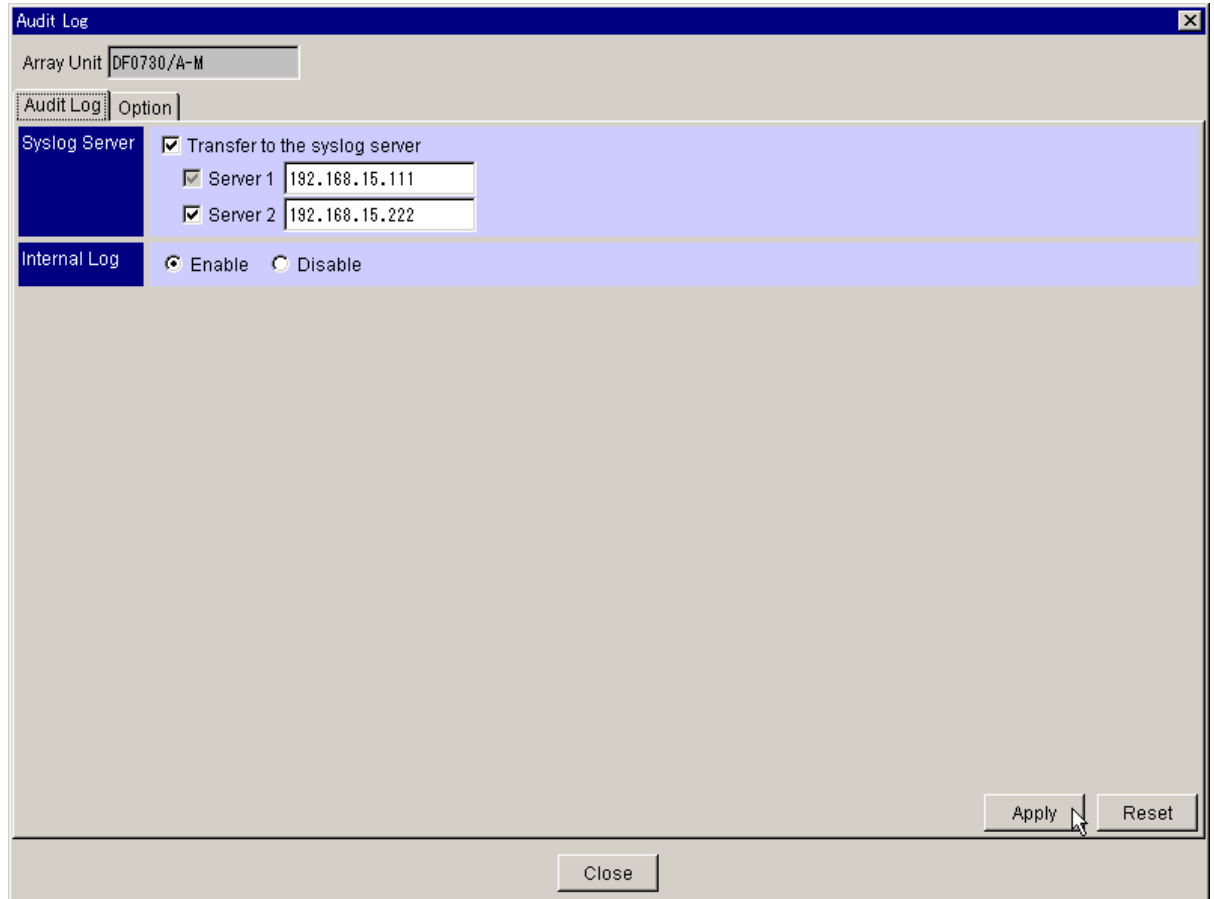 Audit Log
Array Unit DF0730/A-M
Audit Log Option
Syslog Server Transfer to the syslog server
Server 1 192.168.15.111
Server 2 192.168.15.222
Internal Log Enable Disable
Apply Reset
Close